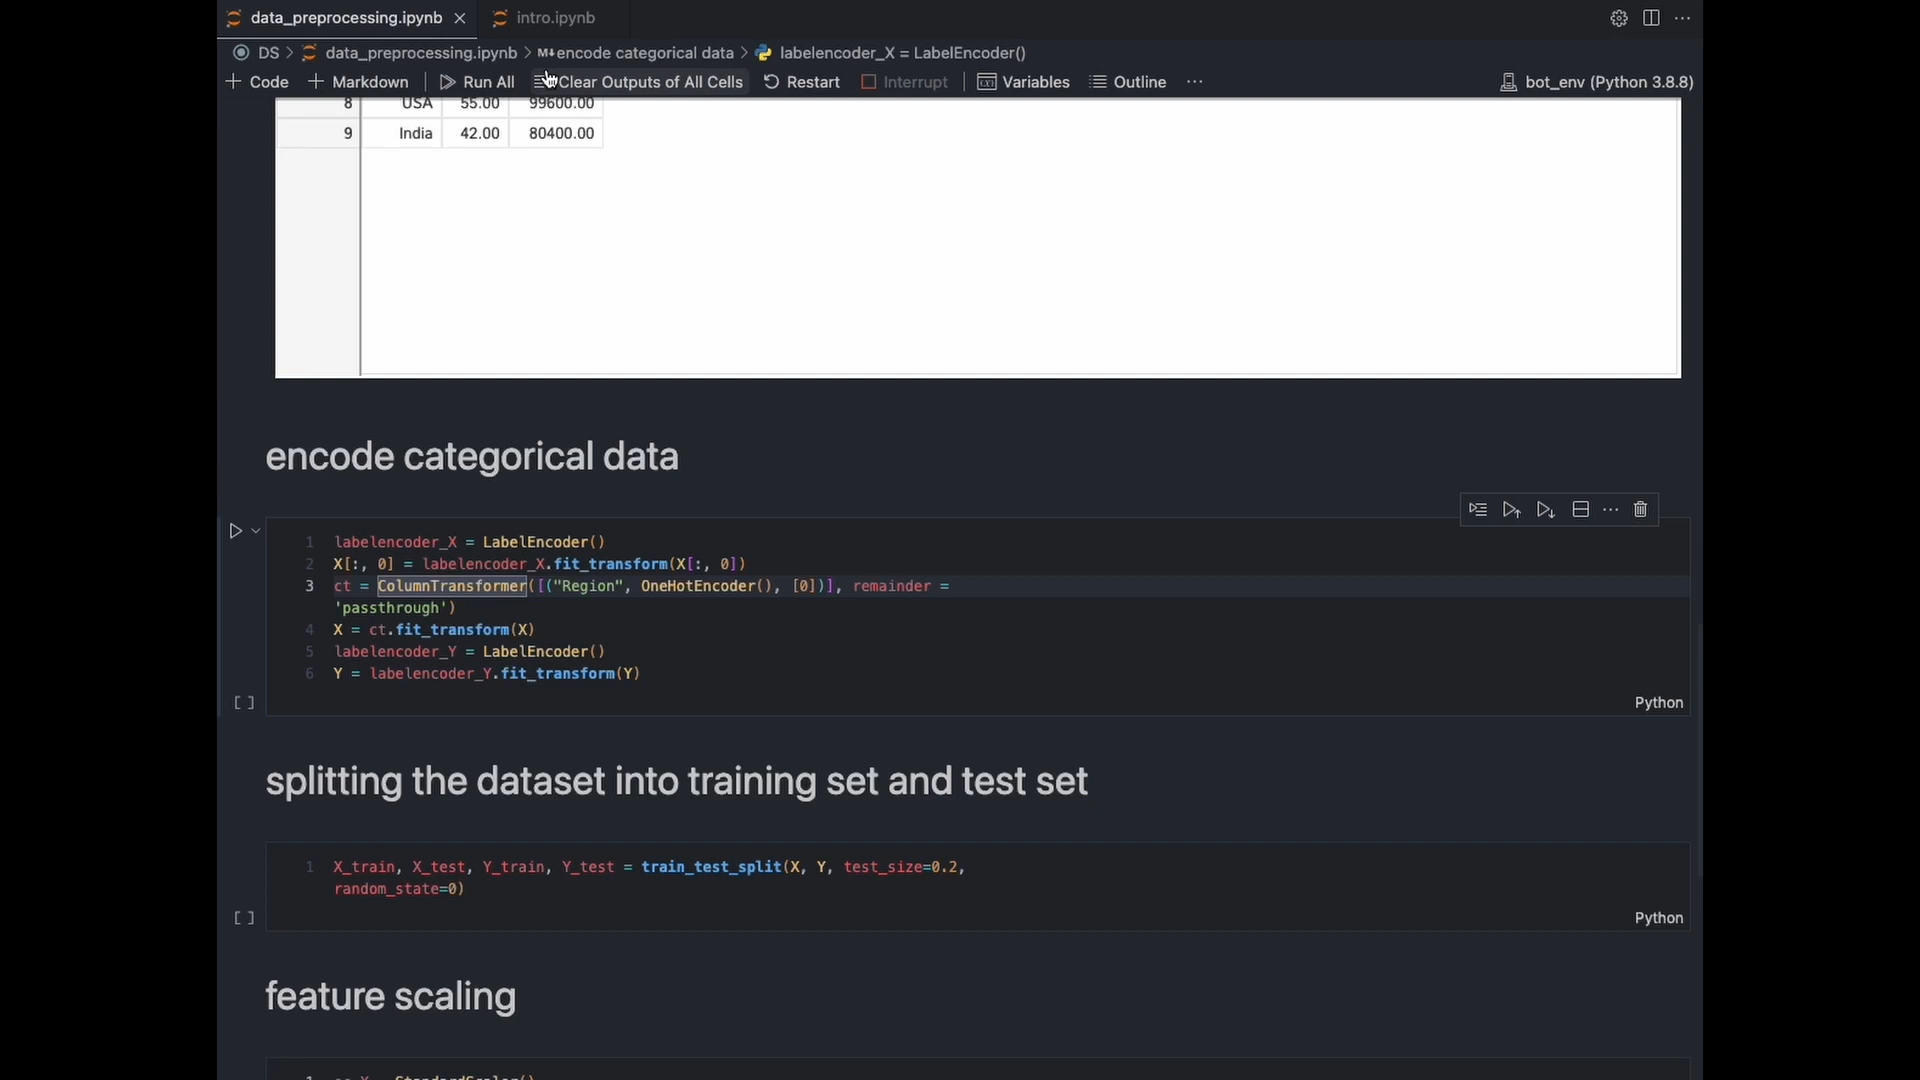 data_preprocessing.ipynb intro.ipynb
DS > data_preprocessing.ipynb > M↓ encode categorical data > labelencoder_X = LabelEncoder()
+ Code + Markdown Run All Clear Outputs of All Cells Restart Interrupt Variables Outline ··· bot_env (Python 3.8.8)
8 USA 55.00 99600.00
9 India 42.00 80400.00
encode categorical data
1 labelencoder_X = LabelEncoder()
2 X[:, 0] = labelencoder_X.fit_transform(X[:, 0])
3 ct = ColumnTransformer([("Region", OneHotEncoder(), [0])], remainder =
'passthrough')
4 X = ct.fit_transform(X)
5 labelencoder_Y = LabelEncoder()
6 Y = labelencoder_Y.fit_transform(Y)
[ ] Python
splitting the dataset into training set and test set
1 X_train, X_test, Y_train, Y_test = train_test_split(X, Y, test_size=0.2,
random_state=0)
[ ] Python
feature scaling